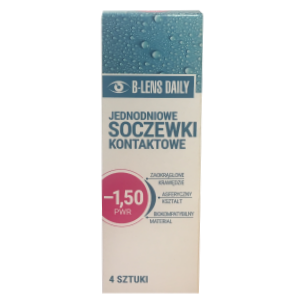 B-LENS DAILY
JEDNODNIOWE
SOCZEWKI
KONTAKTOWE
–1,50
PWR
ZAOKRĄGLONE
KRAWĘDZIE
ASFERYCZNY
KSZTAŁT
BIOKOMPATYBILNY
MATERIAŁ
4 SZTUKI